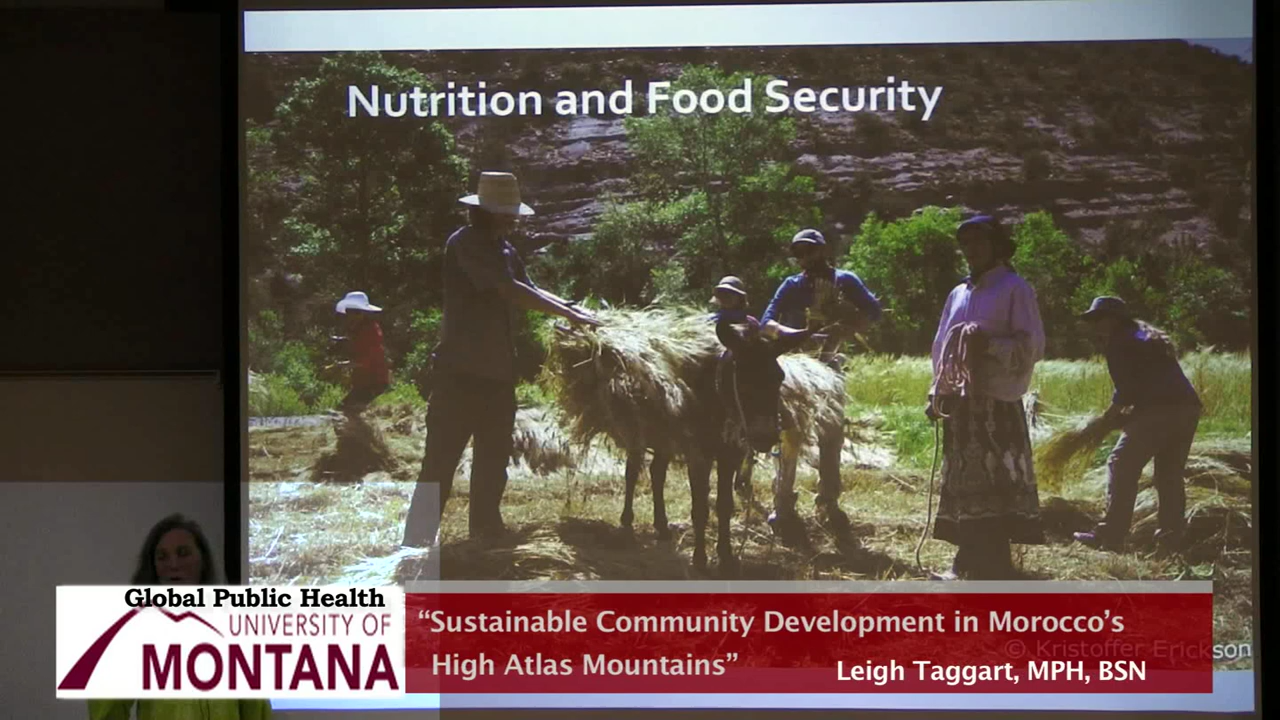 Nutrition and Food Security
Global Public Health
UNIVERSITY OF
MONTANA
“Sustainable Community Development in Morocco’s
High Atlas Mountains”
Leigh Taggart, MPH, BSN
© Kristoffer Erickson